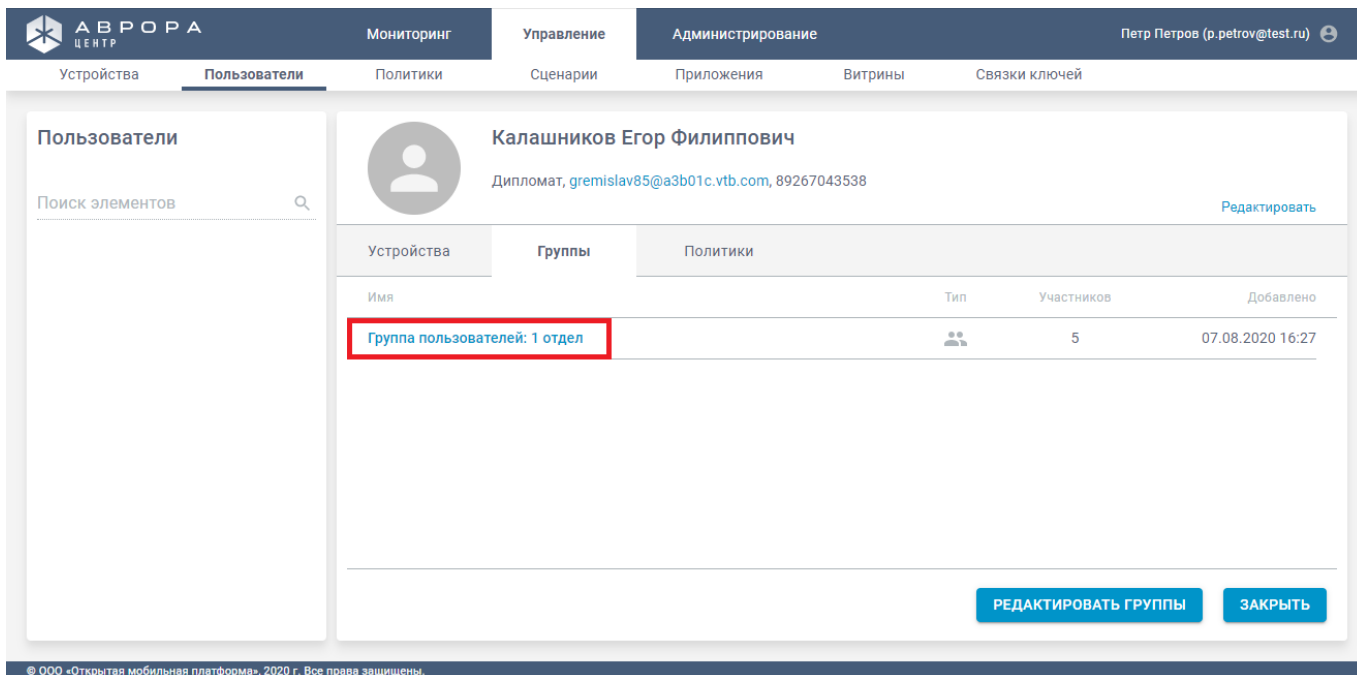 АВРОРА
ЦЕНТР
Мониторинг Управление Администрирование Петр Петров (p.petrov@test.ru)
Устройства Пользователи Политики Сценарии Приложения Витрины Связки ключей
Пользователи
Поиск элементов
Калашников Егор Филиппович
Дипломат, gremislav85@a3b01c.vtb.com, 89267043538
Редактировать
Устройства Группы Политики
Имя Тип Участников Добавлено
Группа пользователей: 1 отдел 5 07.08.2020 16:27
РЕДАКТИРОВАТЬ ГРУППЫ ЗАКРЫТЬ
© ООО «Открытая мобильная платформа», 2020 г. Все права защищены.